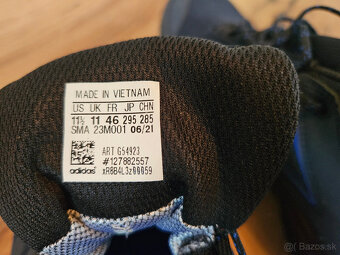 MADE IN VIETNAM
US UK FR JP CHN
11½ 11 46 295 285
SMA 23M001 06/21
ART G54923
#127882557
adidas xR8B4L3z00059
Bazos.sk